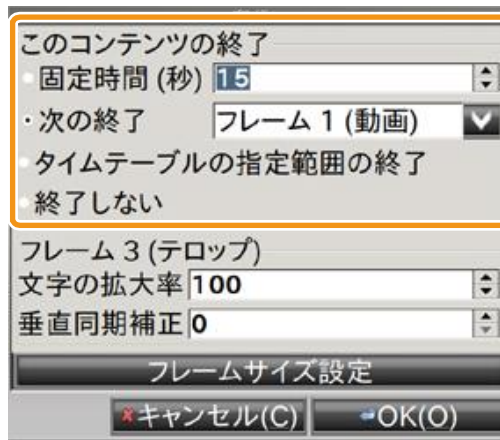 このコンテンツの終了
固定時間 (秒) 15
次の終了 フレーム 1 (動画)
タイムテーブルの指定範囲の終了
終了しない
フレーム 3 (テロップ)
文字の拡大率 100
垂直同期補正 0
フレームサイズ設定
キャンセル(C) OK(O)